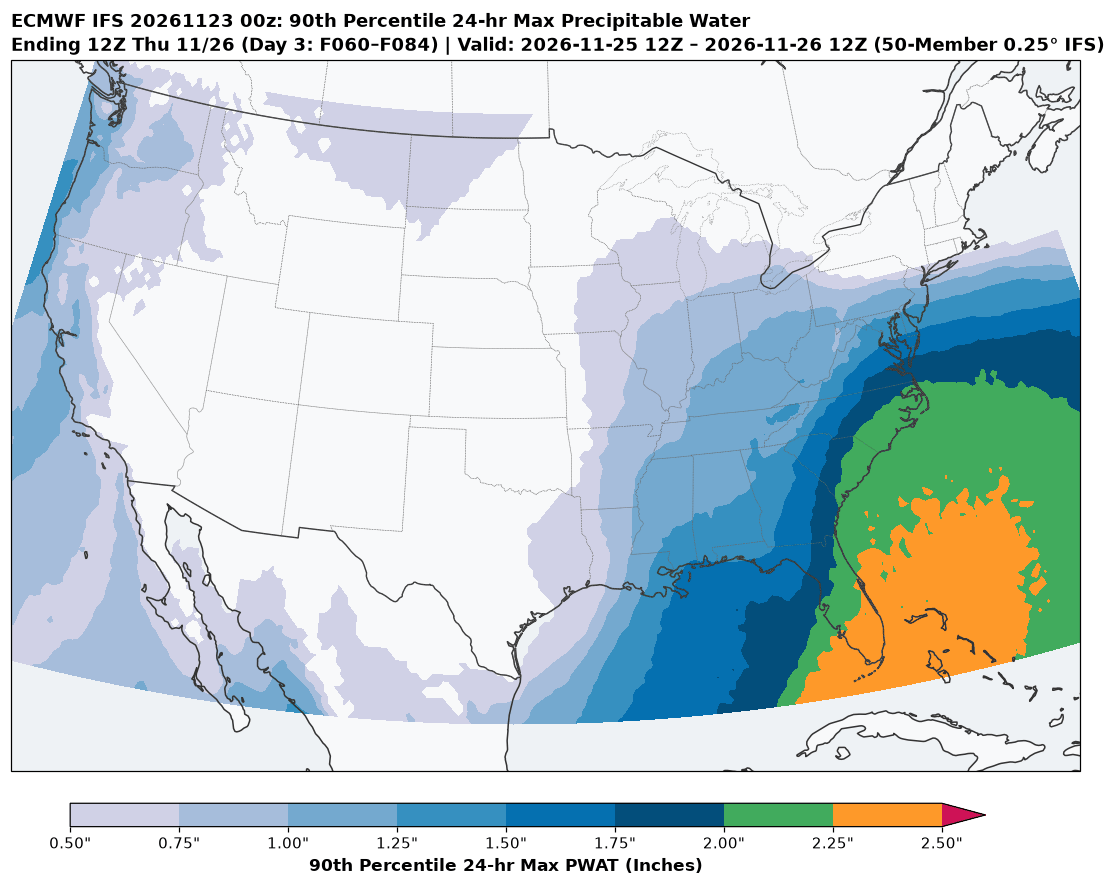 ECMWF IFS 20261123 00z: 90th Percentile 24-hr Max Precipitable Water
Ending 12Z Thu 11/26 (Day 3: F060–F084) | Valid: 2026-11-25 12Z – 2026-11-26 12Z (50-Member 0.25° IFS)
0.50" 0.75" 1.00" 1.25" 1.50" 1.75" 2.00" 2.25" 2.50"
90th Percentile 24-hr Max PWAT (Inches)